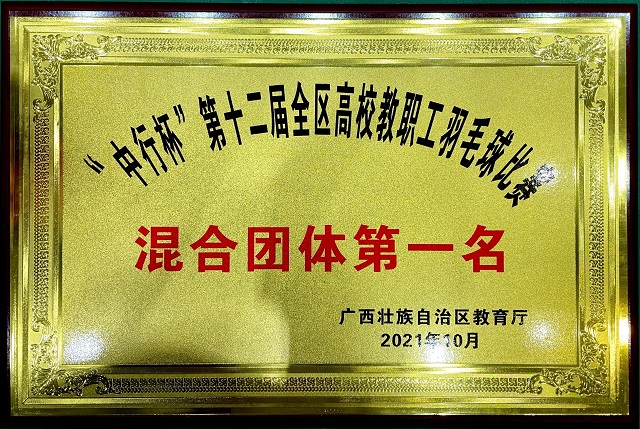 “中行杯”第十二届全区高校教职工羽毛球比赛
混合团体第一名
广西壮族自治区教育厅
2021年10月